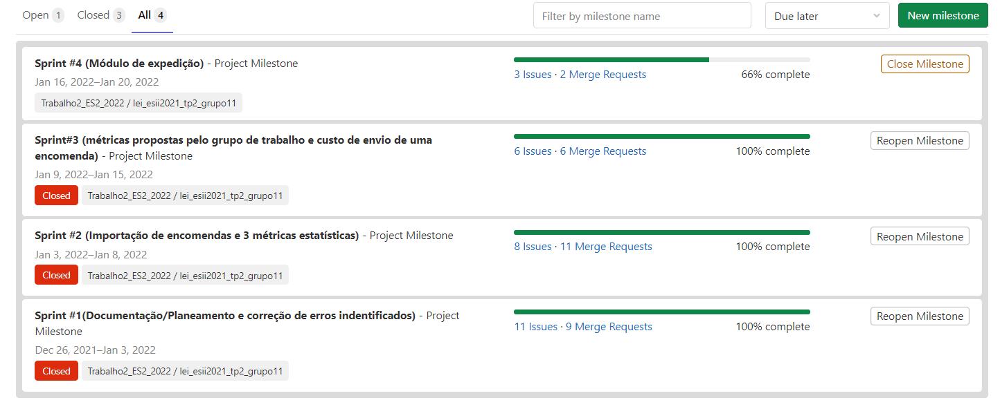 Open 1 Closed 3 All 4 Filter by milestone name Due later New milestone
Sprint #4 (Módulo de expedição) - Project Milestone
Jan 16, 2022–Jan 20, 2022
Trabalho2_ES2_2022 / lei_esii2021_tp2_grupo11
3 Issues · 2 Merge Requests 66% complete
Close Milestone
Sprint#3 (métricas propostas pelo grupo de trabalho e custo de envio de uma
encomenda) - Project Milestone
Jan 9, 2022–Jan 15, 2022
Closed Trabalho2_ES2_2022 / lei_esii2021_tp2_grupo11
6 Issues · 6 Merge Requests 100% complete
Reopen Milestone
Sprint #2 (Importação de encomendas e 3 métricas estatísticas) - Project Milestone
Jan 3, 2022–Jan 8, 2022
Closed Trabalho2_ES2_2022 / lei_esii2021_tp2_grupo11
8 Issues · 11 Merge Requests 100% complete
Reopen Milestone
Sprint #1(Documentação/Planeamento e correção de erros indentificados) - Project
Milestone
Dec 26, 2021–Jan 3, 2022
Closed Trabalho2_ES2_2022 / lei_esii2021_tp2_grupo11
11 Issues · 9 Merge Requests 100% complete
Reopen Milestone